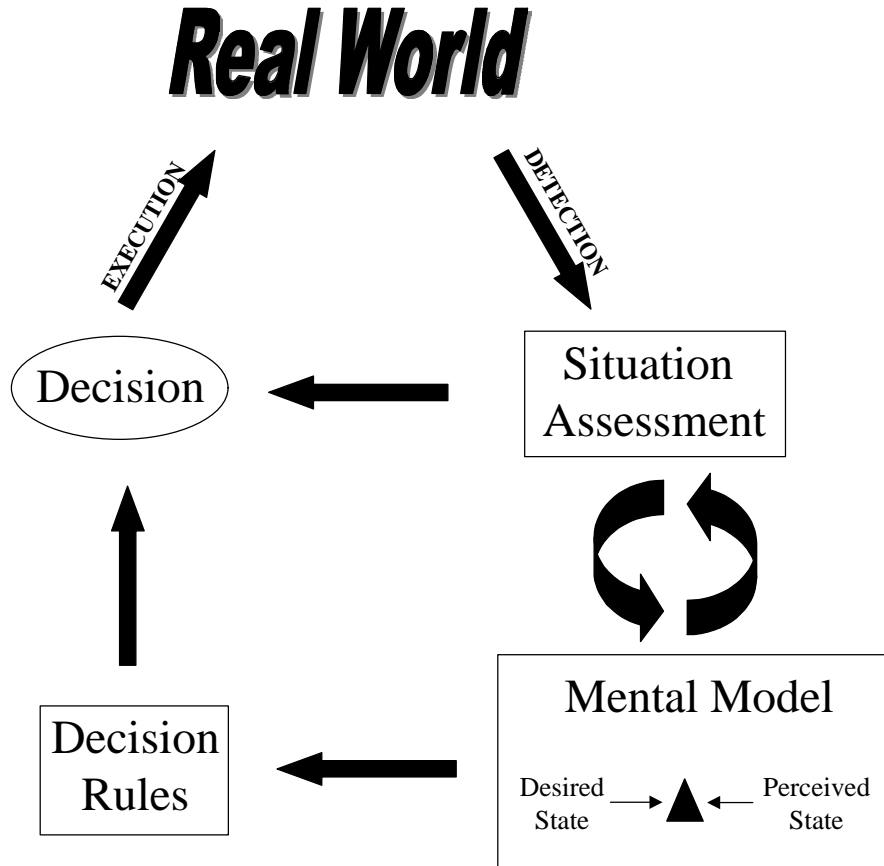 Real World
EXECUTION
DETECTION
Decision
Situation
Assessment
Mental Model
Decision
Rules
Desired
State
Perceived
State